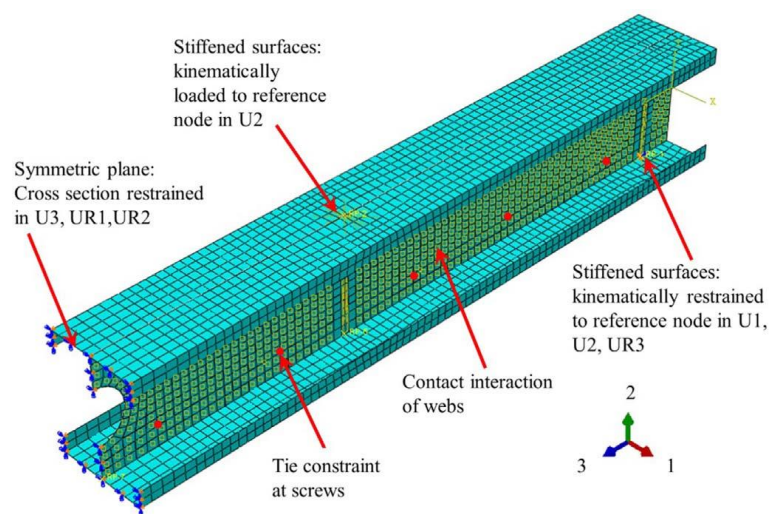 Stiffened surfaces:
kinematically
loaded to reference
node in U2
Symmetric plane:
Cross section restrained
in U3, UR1,UR2
X
Stiffened surfaces:
kinematically restrained
to reference node in U1,
U2, UR3
Contact interaction
of webs
Tie constraint
at screws
2
3
1